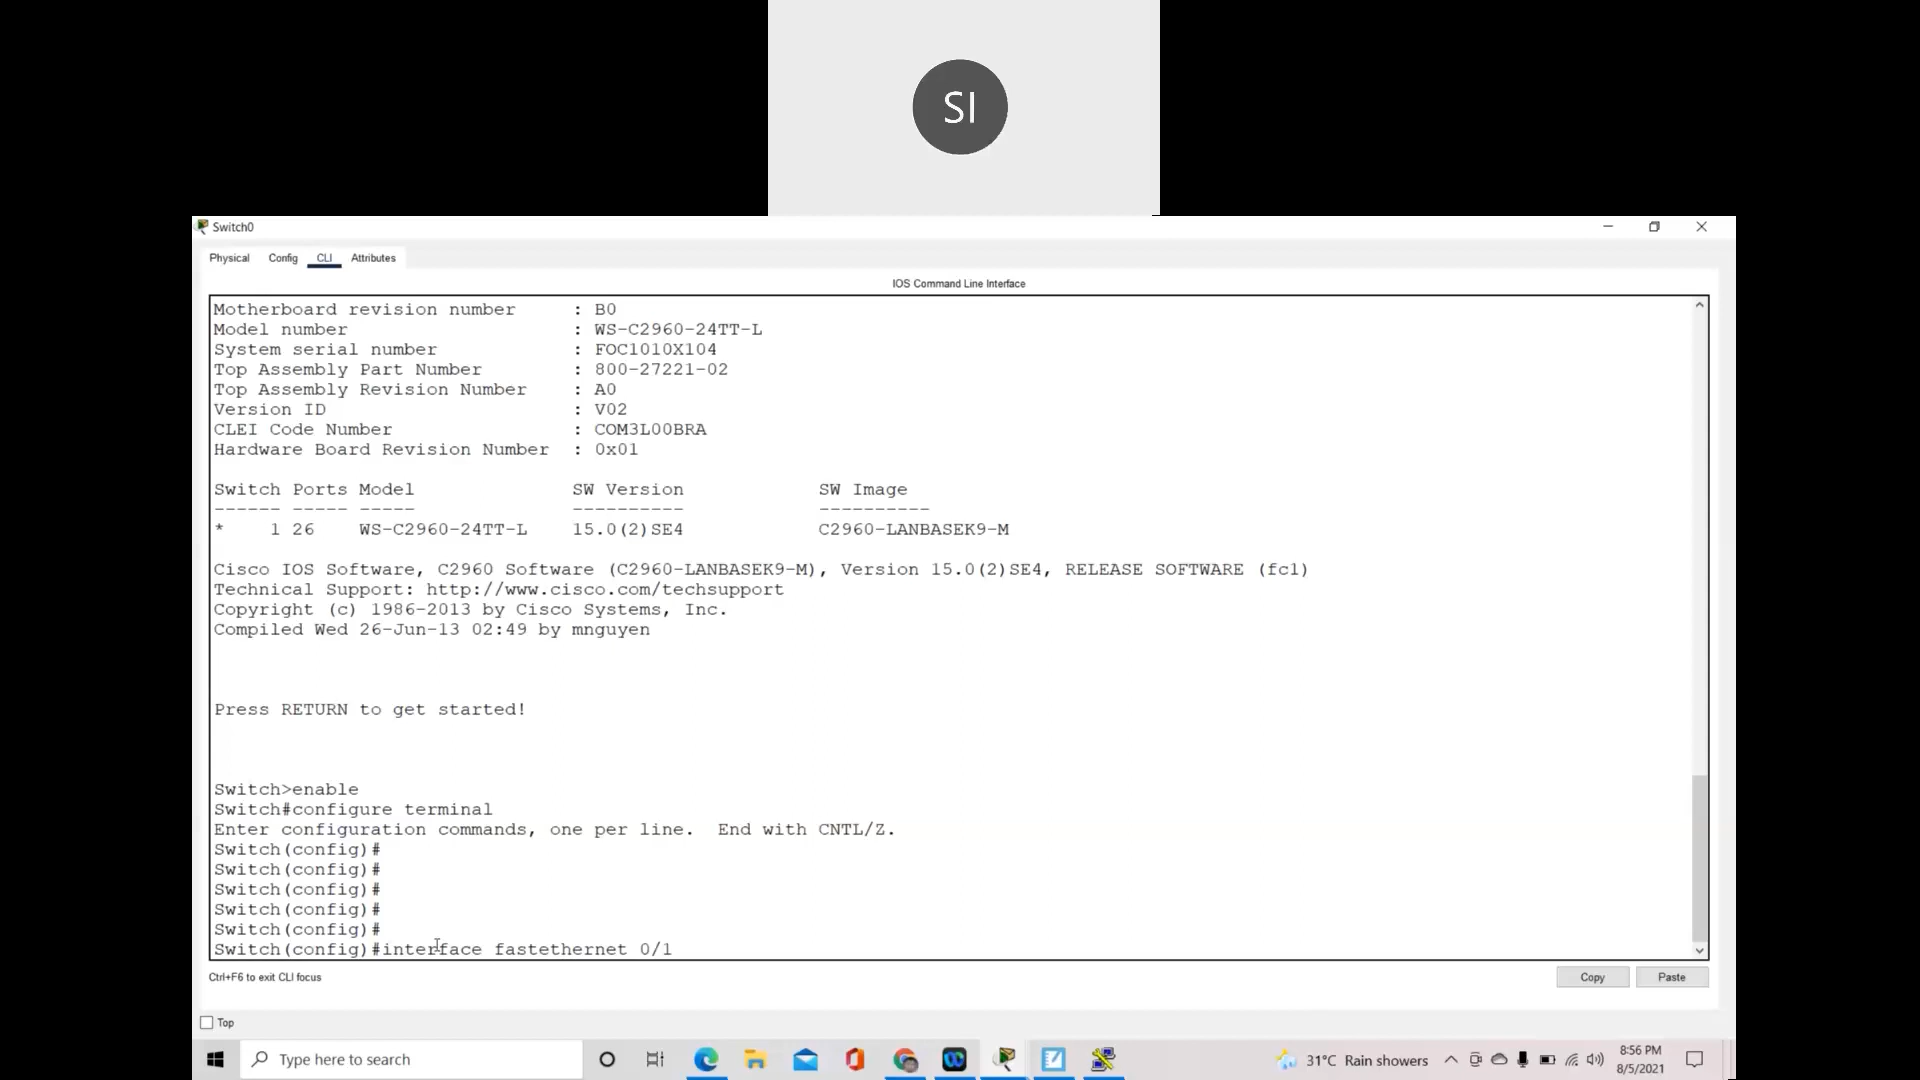 SI
Switch0
Physical Config CLI Attributes
IOS Command Line Interface
Motherboard revision number : B0
Model number : WS-C2960-24TT-L
System serial number : FOC1010X104
Top Assembly Part Number : 800-27221-02
Top Assembly Revision Number : A0
Version ID : V02
CLEI Code Number : COM3L00BRA
Hardware Board Revision Number : 0x01
Switch Ports Model SW Version SW Image
------ ----- ----- ---------- ----------
* 1 26 WS-C2960-24TT-L 15.0(2)SE4 C2960-LANBASEK9-M
Cisco IOS Software, C2960 Software (C2960-LANBASEK9-M), Version 15.0(2)SE4, RELEASE SOFTWARE (fc1)
Technical Support: http://www.cisco.com/techsupport
Copyright (c) 1986-2013 by Cisco Systems, Inc.
Compiled Wed 26-Jun-13 02:49 by mnguyen
Press RETURN to get started!
Switch>enable
Switch#configure terminal
Enter configuration commands, one per line. End with CNTL/Z.
Switch(config)#
Switch(config)#
Switch(config)#
Switch(config)#
Switch(config)#
Switch(config)#interface fastethernet 0/1
Ctrl+F6 to exit CLI focus
Copy Paste
Top
Type here to search
31°C Rain showers
8:56 PM
8/5/2021